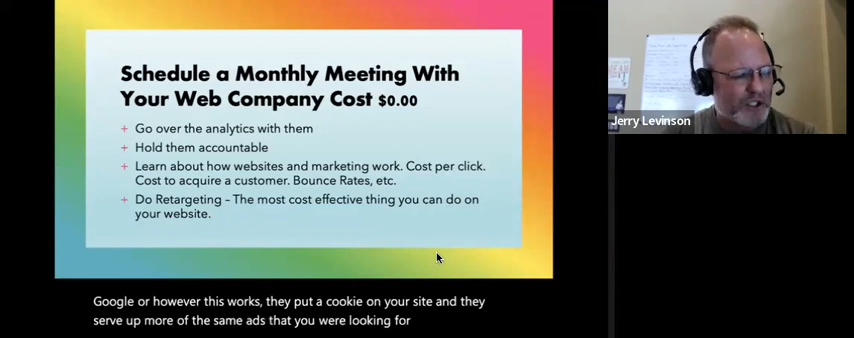 Schedule a Monthly Meeting With
Your Web Company Cost $0.00
+ Go over the analytics with them
+ Hold them accountable
+ Learn about how websites and marketing work. Cost per click.
Cost to acquire a customer. Bounce Rates, etc.
+ Do Retargeting – The most cost effective thing you can do on
your website.
Jerry Levinson
Google or however this works, they put a cookie on your site and they
serve up more of the same ads that you were looking for